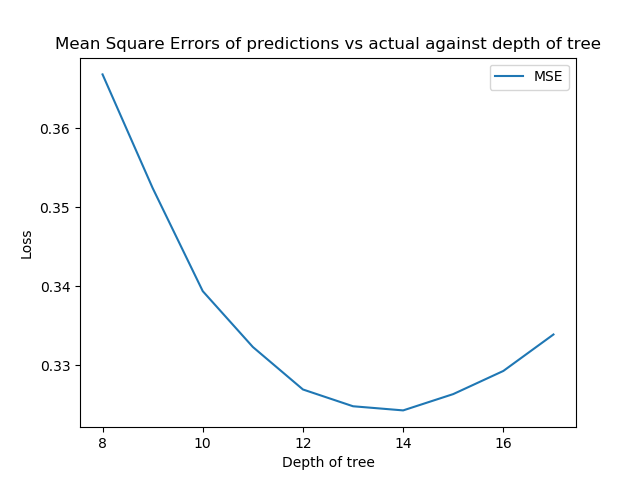 Mean Square Errors of predictions vs actual against depth of tree
MSE
0.36
0.35
0.34
0.33
Loss
8 10 12 14 16
Depth of tree